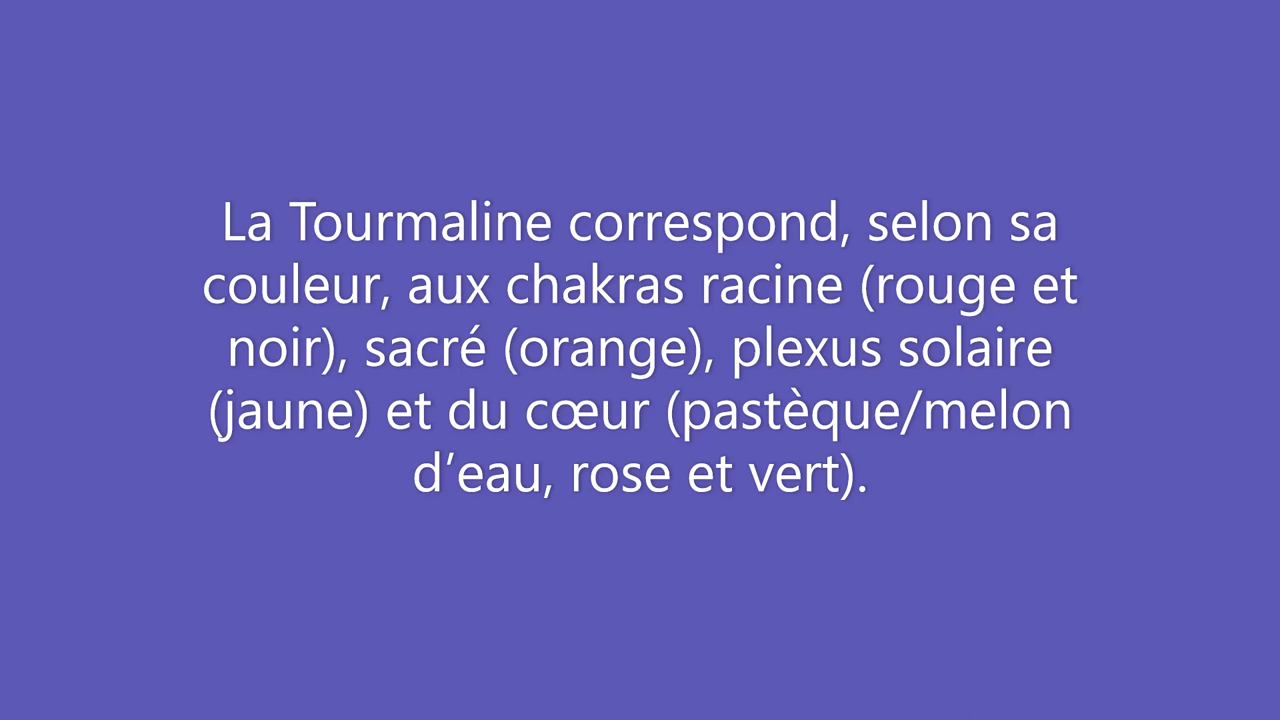 La Tourmaline correspond, selon sa
couleur, aux chakras racine (rouge et
noir), sacré (orange), plexus solaire
(jaune) et du cœur (pastèque/melon
d’eau, rose et vert).